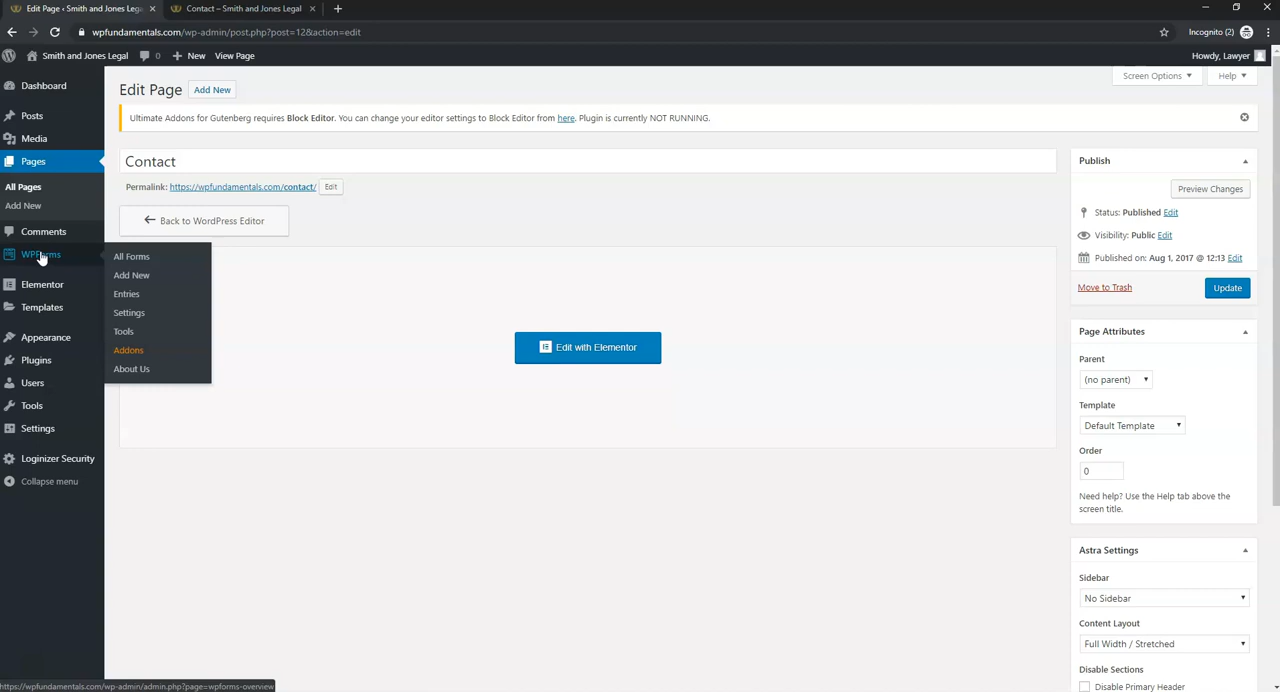 Edit Page ‹ Smith and Jones Lega
Contact – Smith and Jones Legal
wpfundamentals.com/wp-admin/post.php?post=12&action=edit
Incognito (2)
Smith and Jones Legal
0
New
View Page
Howdy, Lawyer
Dashboard
Posts
Media
Pages
All Pages
Add New
Comments
WPForms
Elementor
Templates
Appearance
Plugins
Users
Tools
Settings
Loginizer Security
Collapse menu
All Forms
Add New
Entries
Settings
Tools
Addons
About Us
Screen Options
Help
Edit Page
Add New
Ultimate Addons for Gutenberg requires Block Editor. You can change your editor settings to Block Editor from here. Plugin is currently NOT RUNNING.
Contact
Permalink: https://wpfundamentals.com/contact/ Edit
Back to WordPress Editor
Edit with Elementor
Publish
Preview Changes
Status: Published Edit
Visibility: Public Edit
Published on: Aug 1, 2017 @ 12:13 Edit
Move to Trash
Update
Page Attributes
Parent
(no parent)
Template
Default Template
Order
0
Need help? Use the Help tab above the
screen title.
Astra Settings
Sidebar
No Sidebar
Content Layout
Full Width / Stretched
Disable Sections
Disable Primary Header
https://wpfundamentals.com/wp-admin/admin.php?page=wpforms-overview